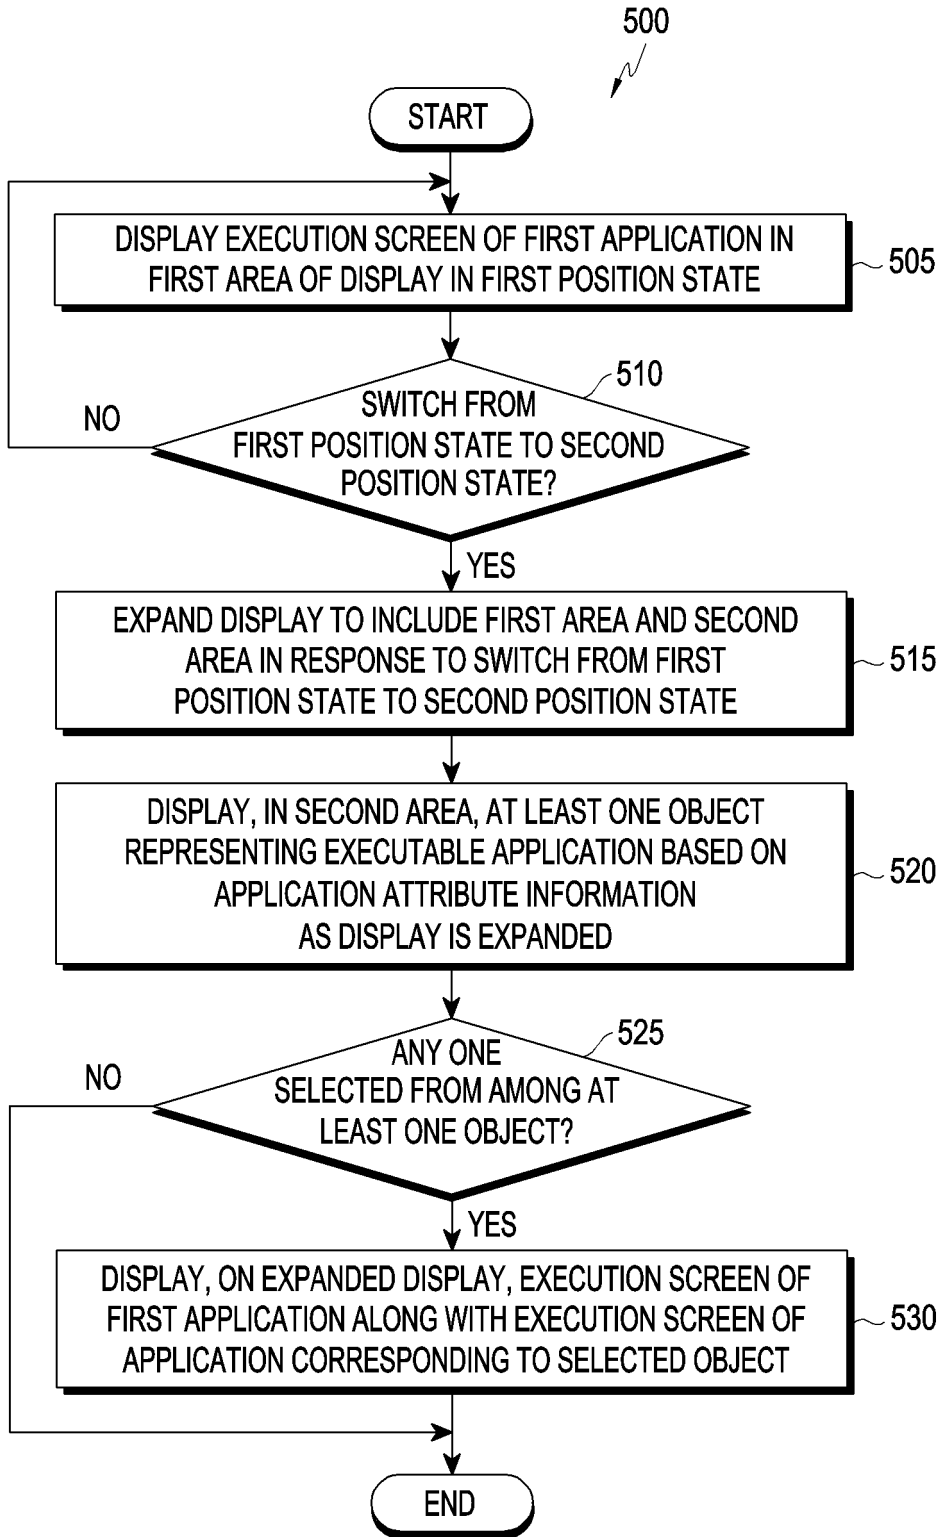 500
START
DISPLAY EXECUTION SCREEN OF FIRST APPLICATION IN
FIRST AREA OF DISPLAY IN FIRST POSITION STATE
505
510
SWITCH FROM
FIRST POSITION STATE TO SECOND
POSITION STATE?
NO
YES
EXPAND DISPLAY TO INCLUDE FIRST AREA AND SECOND
AREA IN RESPONSE TO SWITCH FROM FIRST
POSITION STATE TO SECOND POSITION STATE
515
DISPLAY, IN SECOND AREA, AT LEAST ONE OBJECT
REPRESENTING EXECUTABLE APPLICATION BASED ON
APPLICATION ATTRIBUTE INFORMATION
AS DISPLAY IS EXPANDED
520
525
ANY ONE
SELECTED FROM AMONG AT
LEAST ONE OBJECT?
NO
YES
DISPLAY, ON EXPANDED DISPLAY, EXECUTION SCREEN OF
FIRST APPLICATION ALONG WITH EXECUTION SCREEN OF
APPLICATION CORRESPONDING TO SELECTED OBJECT
530
END